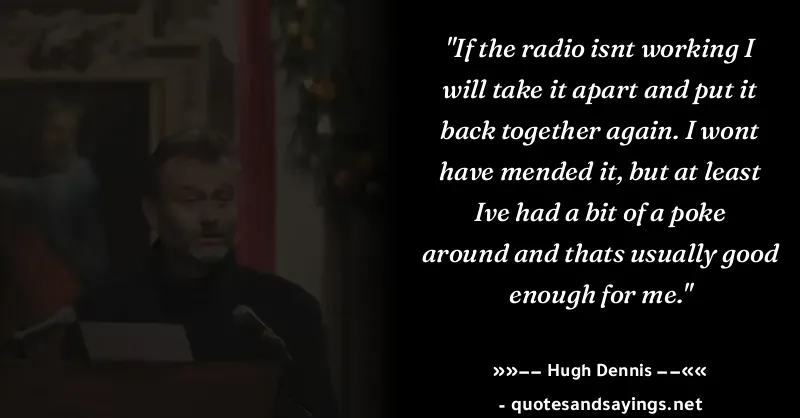 "If the radio isnt working I
will take it apart and put it
back together again. I wont
have mended it, but at least
Ive had a bit of a poke
around and thats usually good
enough for me."
»»−− Hugh Dennis −−««
- quotesandsayings.net